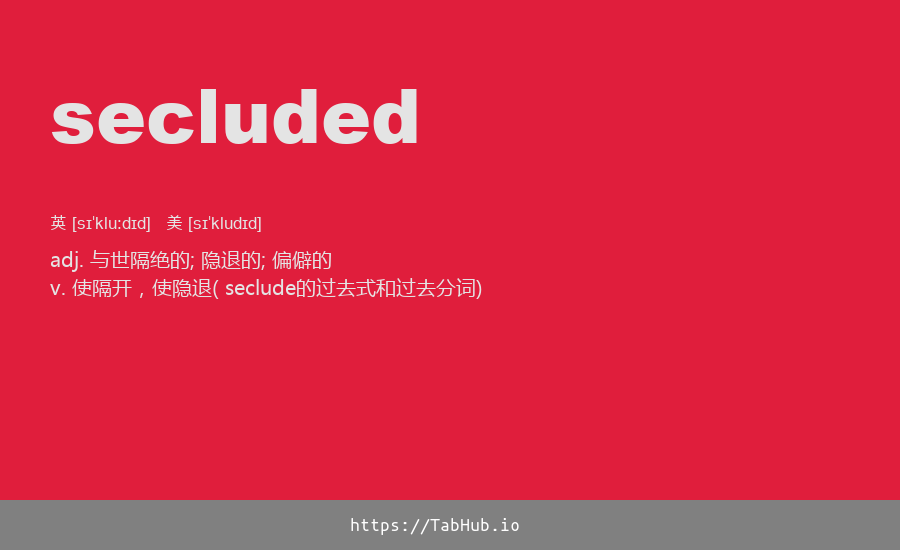 secluded
英 [sɪˈkluːdɪd] 美 [sɪˈkludɪd]
adj. 与世隔绝的; 隐退的; 偏僻的
v. 使隔开，使隐退( seclude的过去式和过去分词)
https://TabHub.io